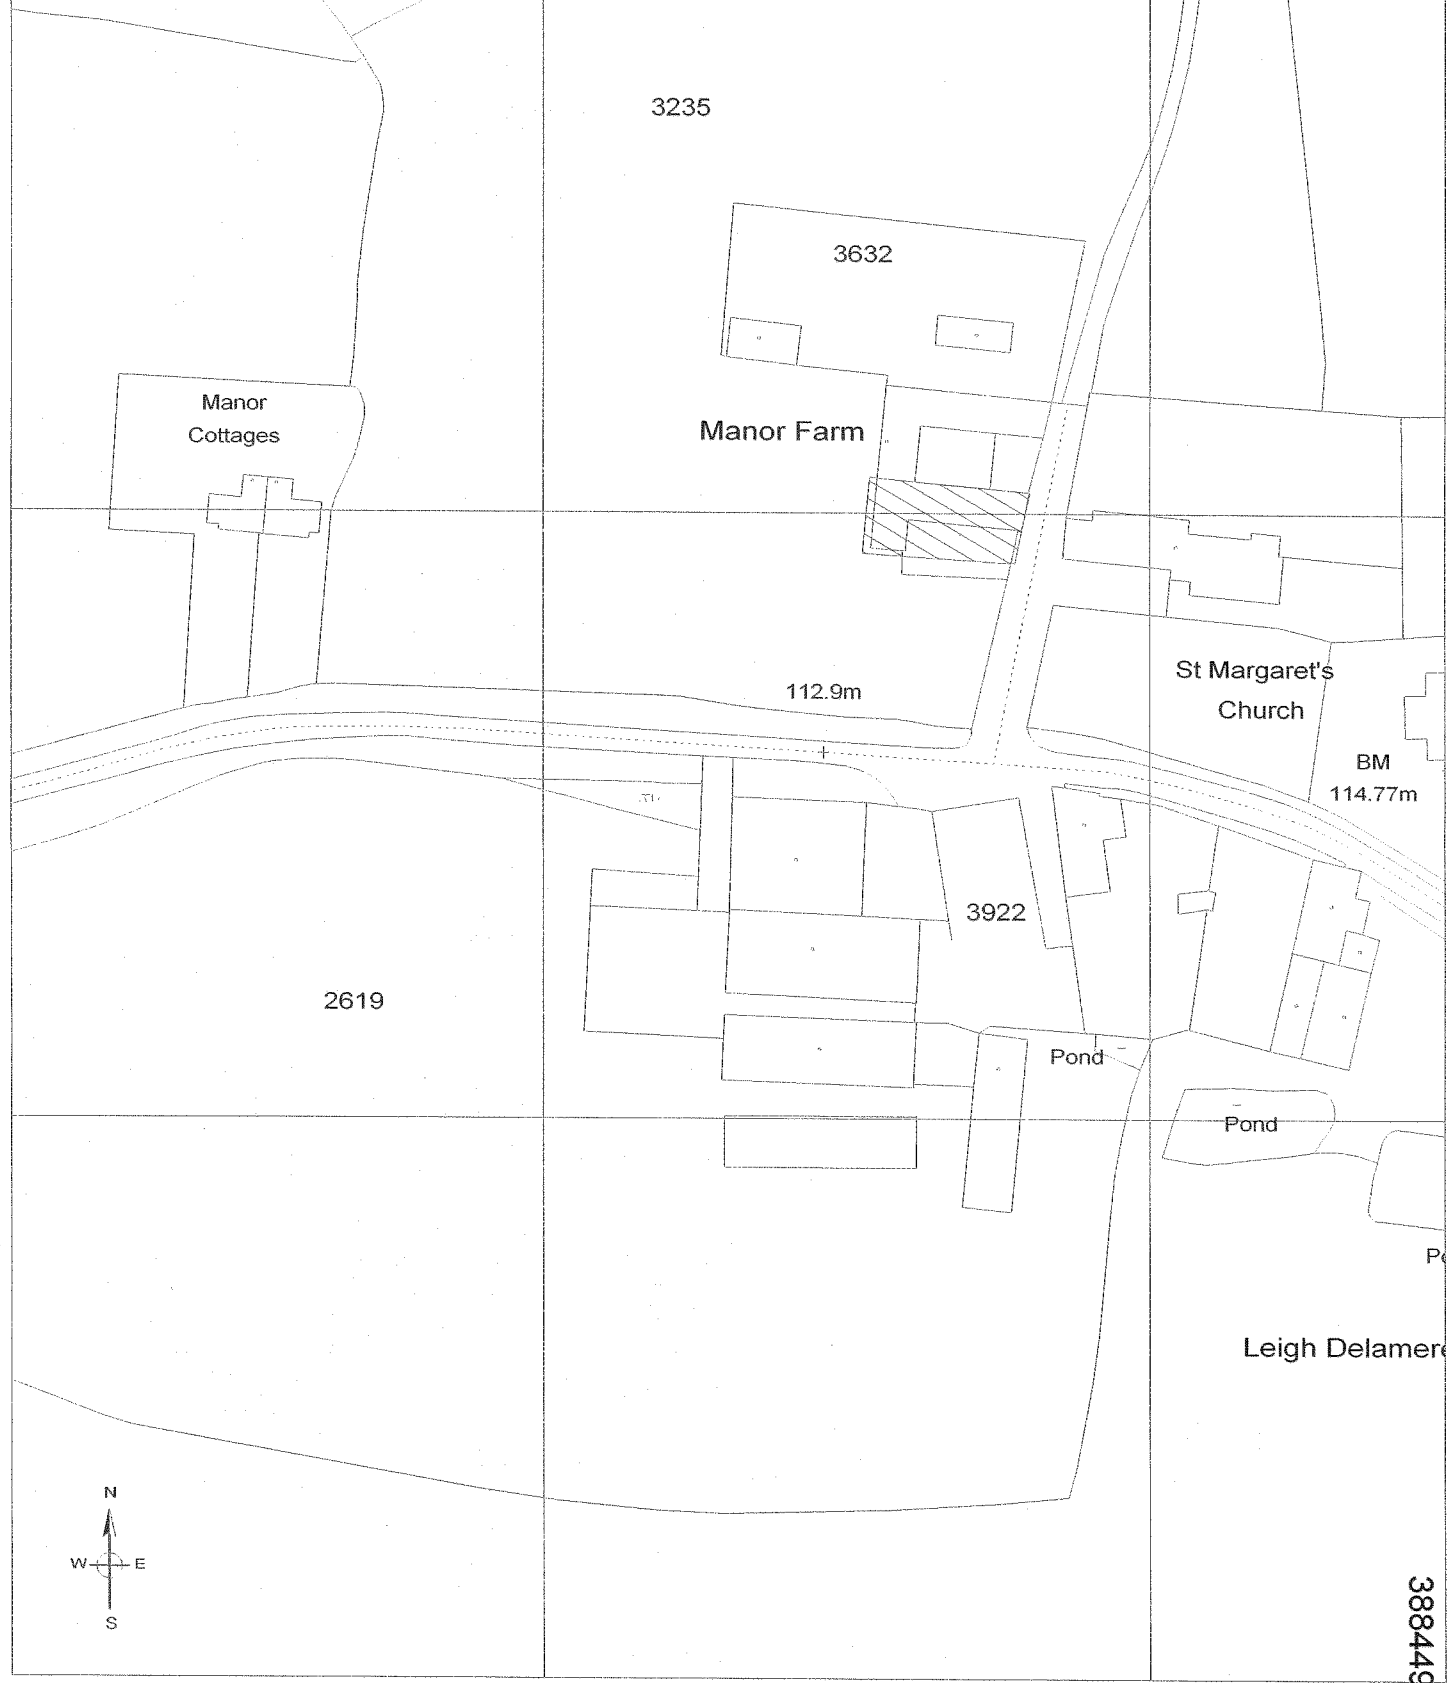 3235
3632
Manor
Cottages
Manor Farm
St Margaret's
Church
112.9m
BM
114.77m
3922
2619
Pond
Pond
Leigh Delamere
N
W E
S
388449